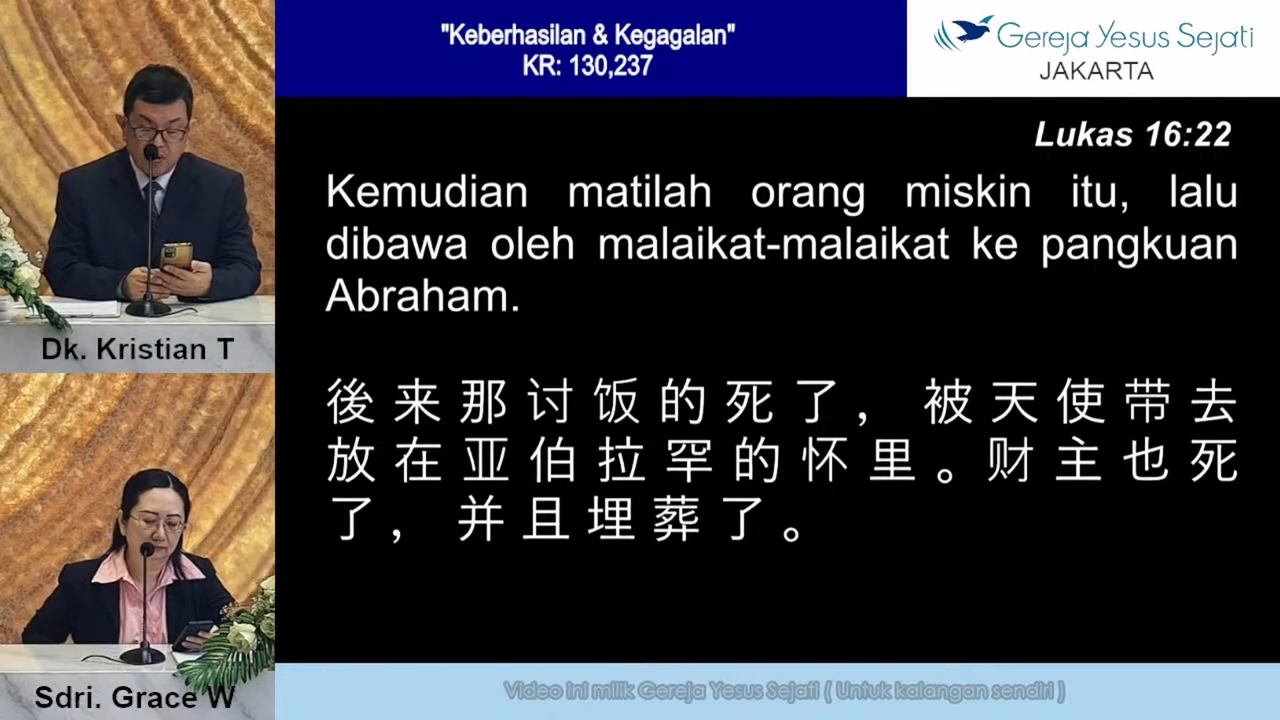 "Keberhasilan & Kegagalan"
KR: 130,237
Gereja Yesus Sejati
JAKARTA
Lukas 16:22
Kemudian matilah orang miskin itu, lalu
dibawa oleh malaikat-malaikat ke pangkuan
Abraham.
後来那讨饭的死了，被天使带去
放在亚伯拉罕的怀里。财主也死
了，并且埋葬了。
Dk. Kristian T
Sdri. Grace W
Video ini milik Gereja Yesus Sejati ( Untuk kalangan sendiri )